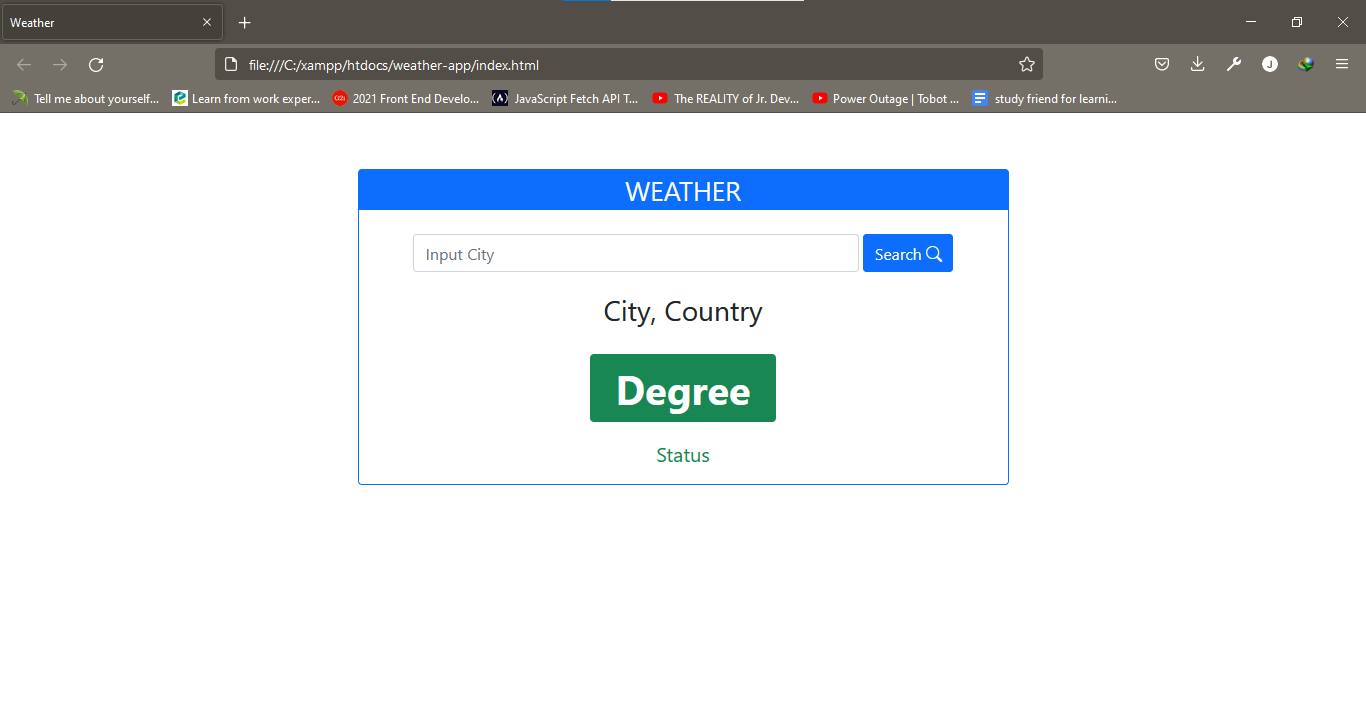 Weather
file:///C:/xampp/htdocs/weather-app/index.html
J
Tell me about yourself... Learn from work exper... 2021 Front End Develo... JavaScript Fetch API T... The REALITY of Jr. Dev... Power Outage | Tobot ... study friend for learni...
WEATHER
Input City Search
City, Country
Degree
Status